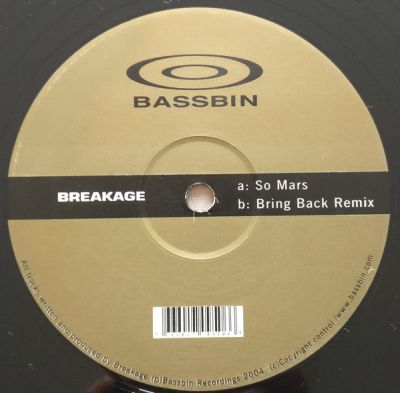 BASSBIN
BREAKAGE
a: So Mars
b: Bring Back Remix
All tracks written and produced by Breakage (p)Bassbin Recordings 2004 (c)Copyright control /www.bassbin.com